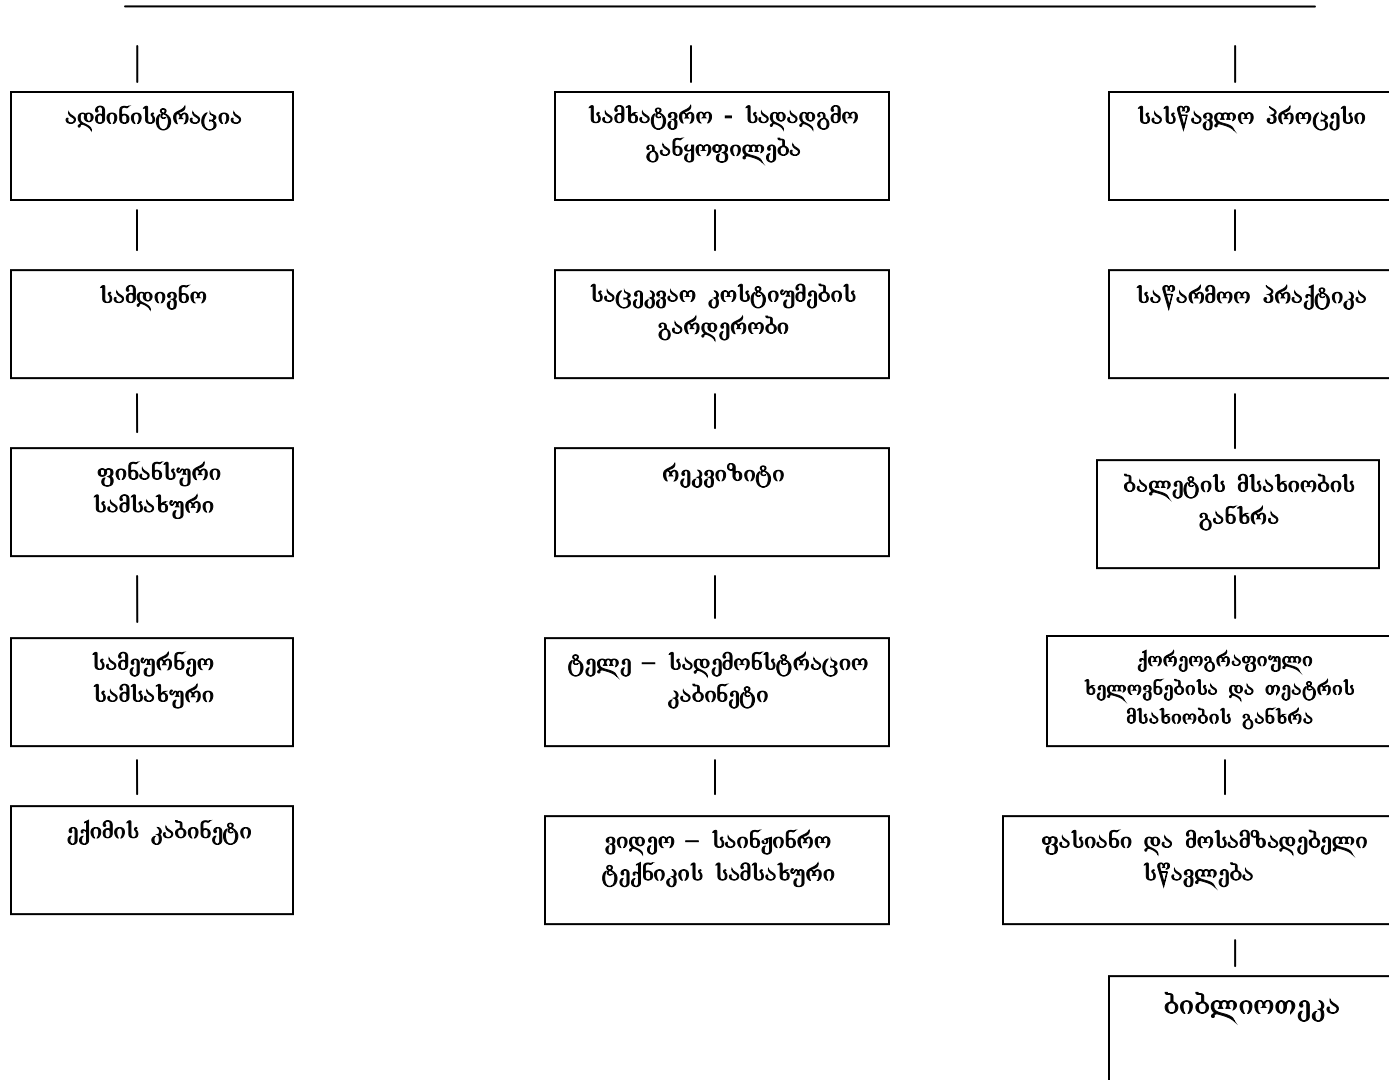 ადმინისტრაცია
სამხატვრო - სადადგმო
განყოფილება
სასწავლო პროცესი
სამდივნო
საცეკვაო კოსტიუმების
გარდერობი
საწარმოო პრაქტიკა
ფინანსური
სამსახური
რეკვიზიტი
ბალეტის მსახიობის
განხრა
სამეურნეო
სამსახური
ტელე – სადემონსტრაციო
კაბინეტი
ქორეოგრაფიული
ხელოვნებისა და თეატრის
მსახიობის განხრა
ექიმის კაბინეტი
ვიდეო – საინჟინრო
ტექნიკის სამსახური
ფასიანი და მოსამზადებელი
სწავლება
ბიბლიოთეკა